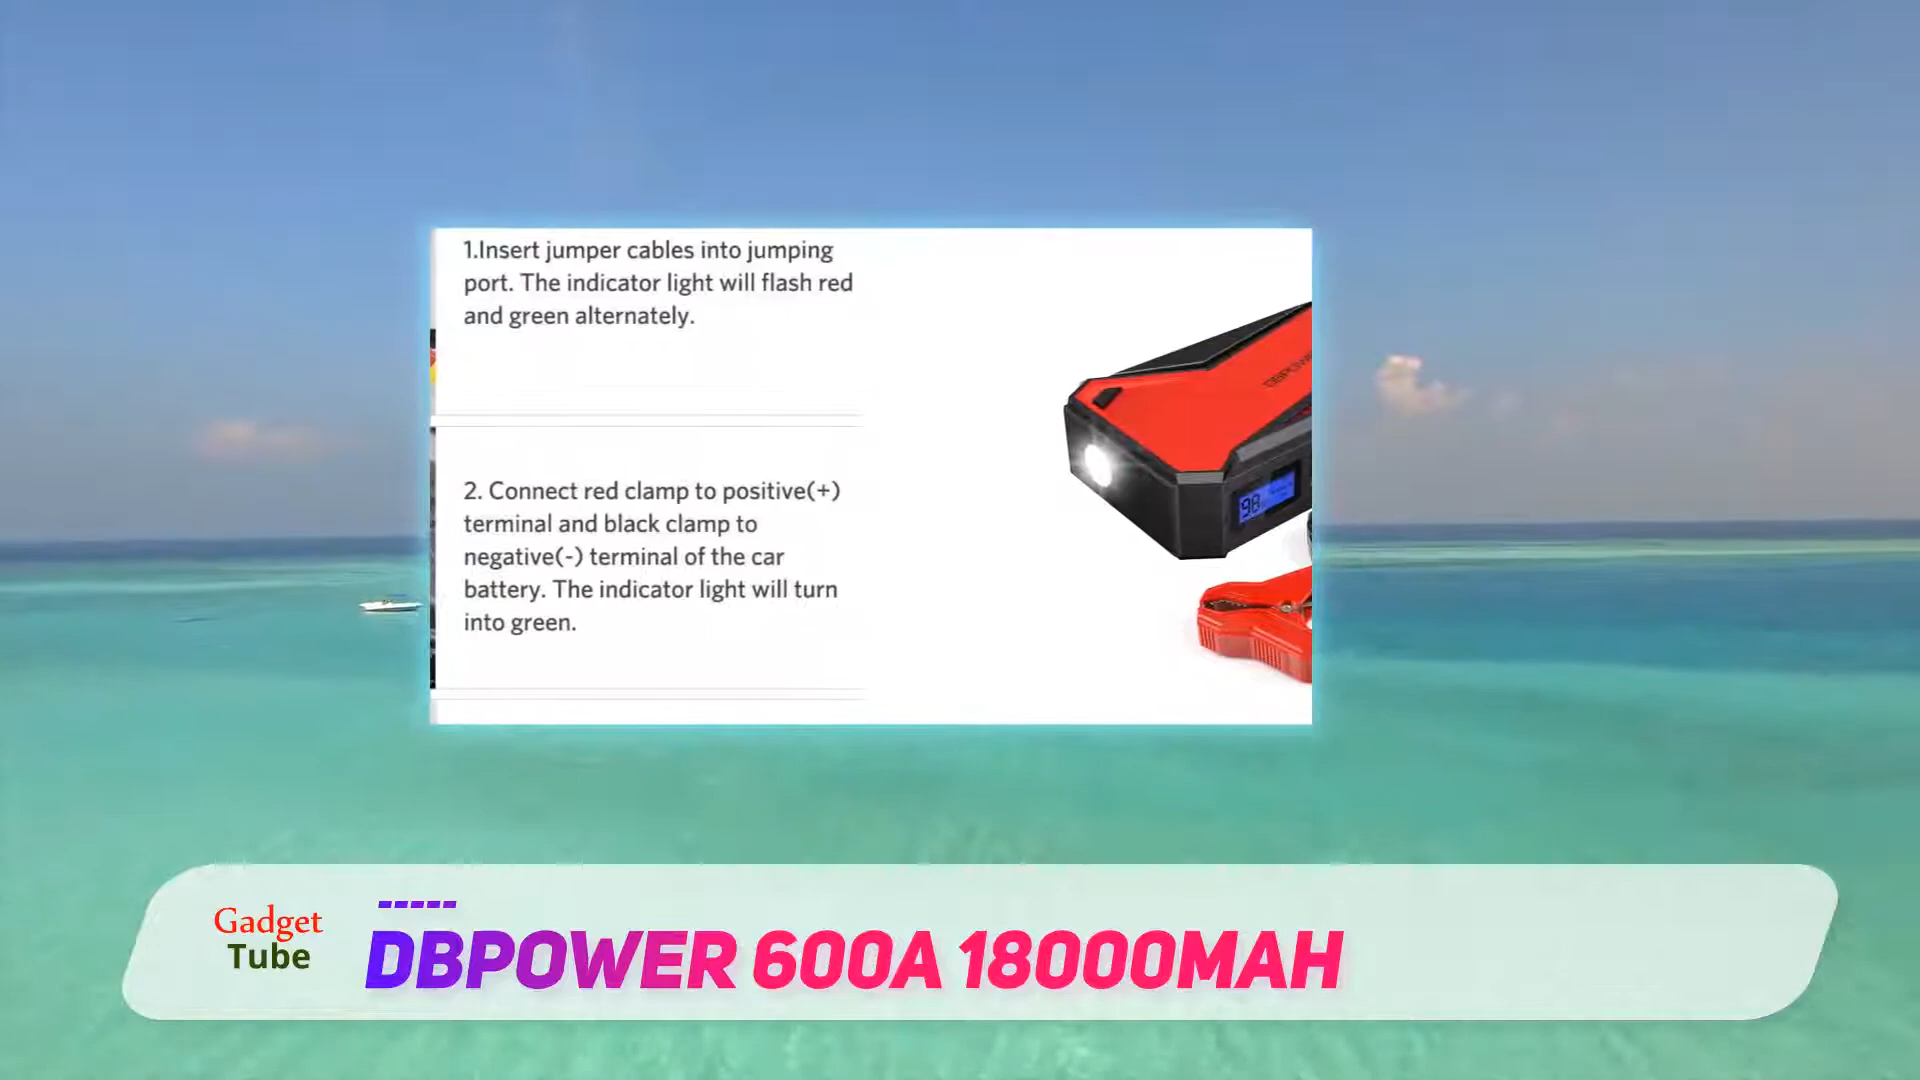 1.Insert jumper cables into jumping
port. The indicator light will flash red
and green alternately.
2. Connect red clamp to positive(+)
terminal and black clamp to
negative(-) terminal of the car
battery. The indicator light will turn
into green.
98
Gadget
Tube
DBPOWER 600A 18000MAH